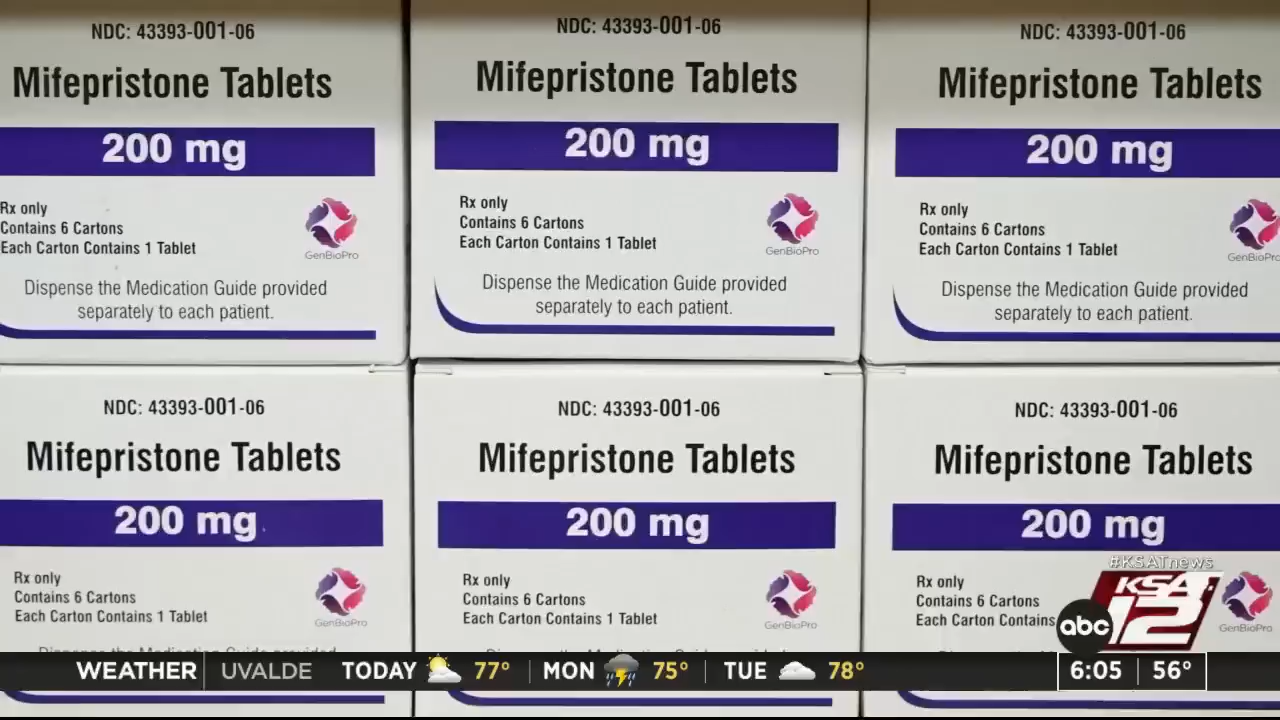 NDC: 43393-001-06
Mifepristone Tablets
200 mg
Rx only
Contains 6 Cartons
Each Carton Contains 1 Tablet
GenBioPro
Dispense the Medication Guide provided
separately to each patient.
NDC: 43393-001-06
Mifepristone Tablets
200 mg
Rx only
Contains 6 Cartons
Each Carton Contains 1 Tablet
GenBioPro
Dispense the Medication Guide provided
separately to each patient.
NDC: 43393-001-06
Mifepristone Tablets
200 mg
Rx only
Contains 6 Cartons
Each Carton Contains 1 Tablet
GenBioPro
Dispense the Medication Guide provided
separately to each patient.
NDC: 43393-001-06
Mifepristone Tablets
200 mg
Rx only
Contains 6 Cartons
Each Carton Contains 1 Tablet
GenBioPro
Dispense the Medication Guide provided
NDC: 43393-001-06
Mifepristone Tablets
200 mg
Rx only
Contains 6 Cartons
Each Carton Contains 1 Tablet
GenBioPro
NDC: 43393-001-06
Mifepristone Tablets
200 mg
Rx only
Contains 6 Cartons
Each Carton Contains
GenBioPro
#KSATnews
KSAT
12
abc
WEATHER UVALDE TODAY 77° MON 75° TUE 78°
6:05 56°